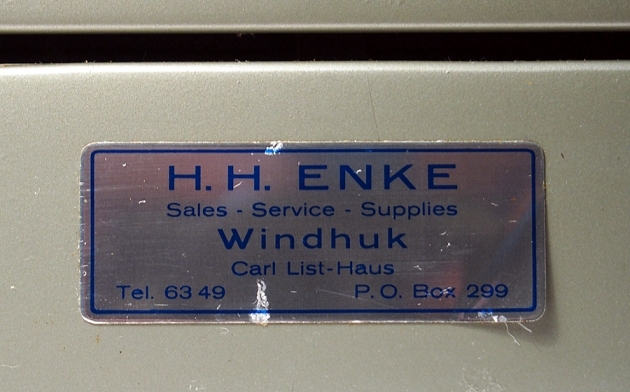 H. H. ENKE
Sales - Service - Supplies
Windhuk
Carl List-Haus
Tel. 63 49 P. O. Box 299